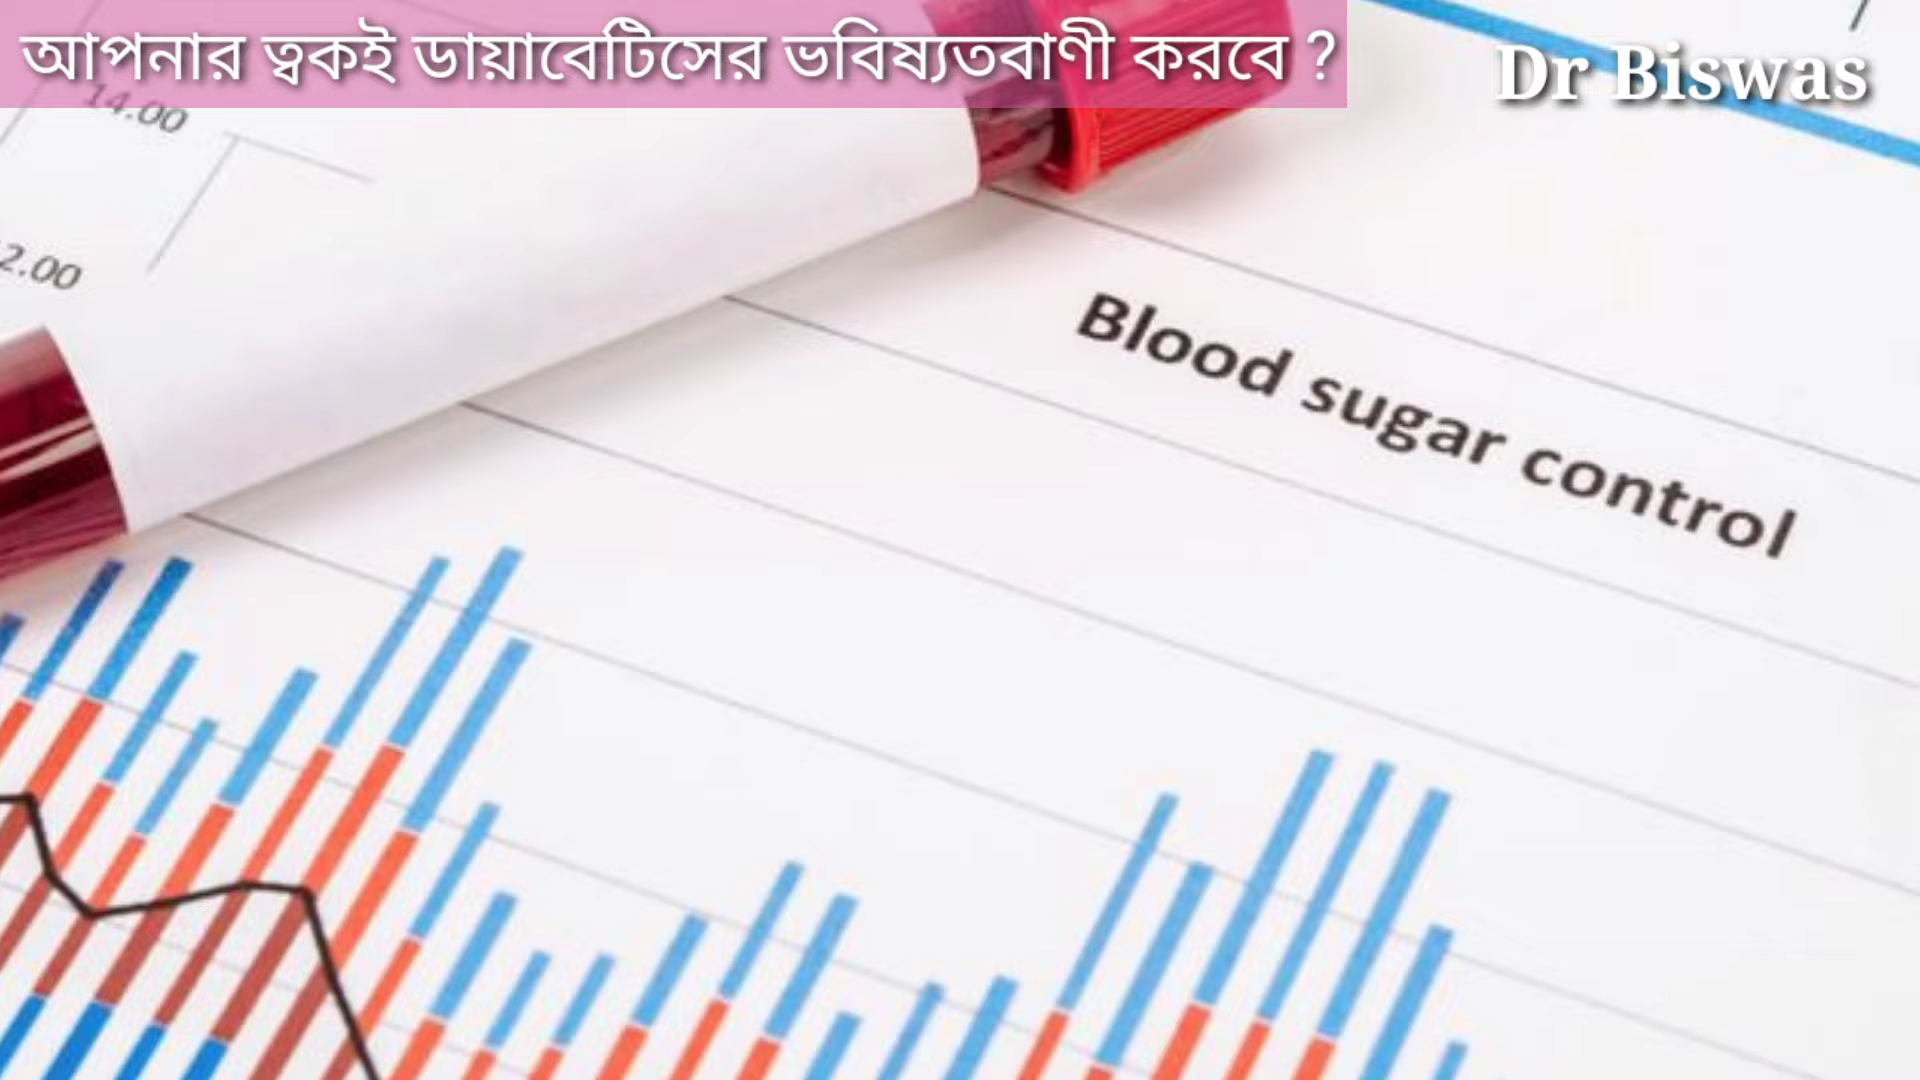 আপনার ত্বকই ডায়াবেটিসের ভবিষ্যতবাণী করবে ?
Dr Biswas
14.00
2.00
Blood sugar control